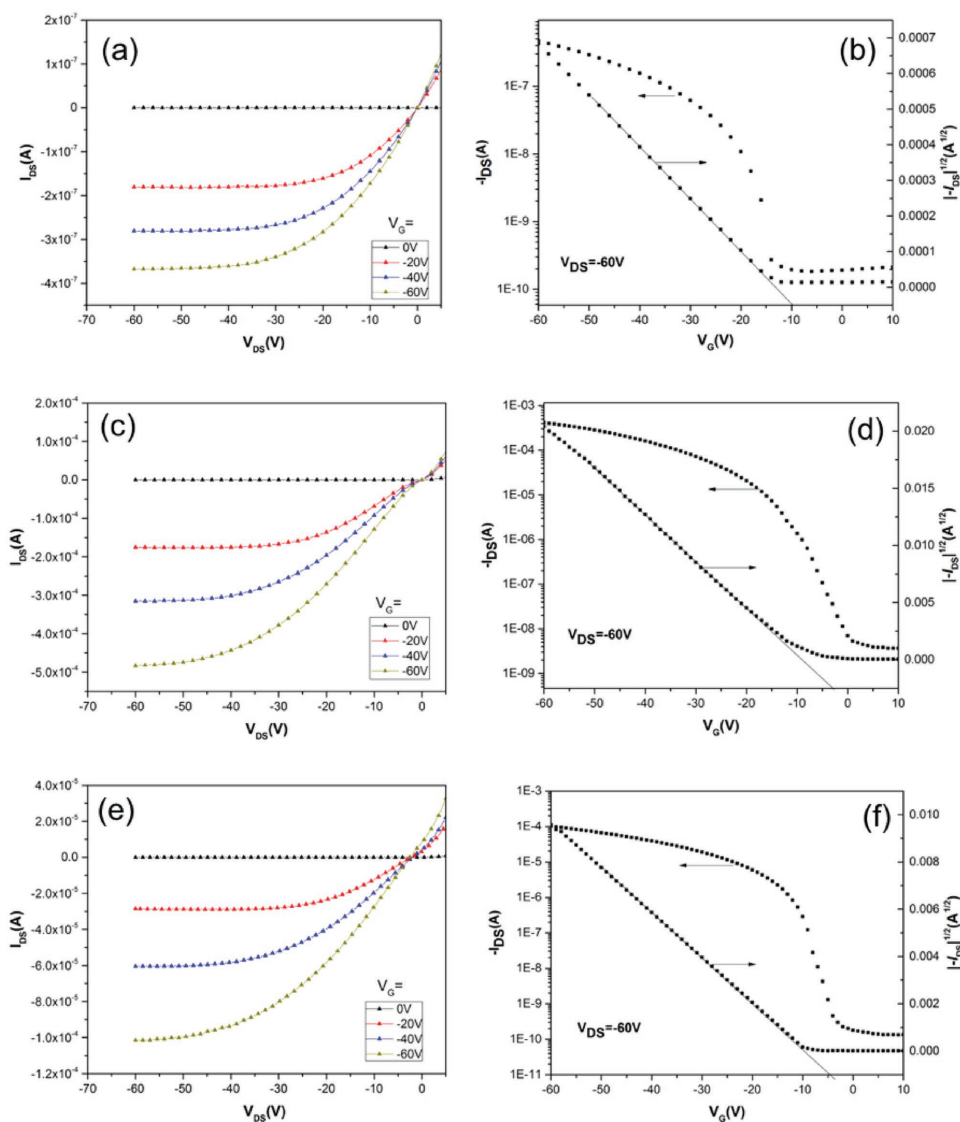 (a)
2x10⁻⁷
1x10⁻⁷
0
-1x10⁻⁷
-2x10⁻⁷
-3x10⁻⁷
-4x10⁻⁷
I_DS(A)
V_G=
0V
-20V
-40V
-60V
-70 -60 -50 -40 -30 -20 -10 0
V_DS(V)
(b)
1E-7
1E-8
1E-9
1E-10
-I_DS(A)
V_DS=-60V
0.0007
0.0006
0.0005
0.0004
0.0003
0.0002
0.0001
0.0000
|-I_DS|^1/2(A^1/2)
-60 -50 -40 -30 -20 -10 0 10
V_G(V)
(c)
2.0x10⁻⁴
1.0x10⁻⁴
0.0
-1.0x10⁻⁴
-2.0x10⁻⁴
-3.0x10⁻⁴
-4.0x10⁻⁴
-5.0x10⁻⁴
I_DS(A)
V_G=
0V
-20V
-40V
-60V
-70 -60 -50 -40 -30 -20 -10 0
V_DS(V)
(d)
1E-03
1E-04
1E-05
1E-06
1E-07
1E-08
1E-09
-I_DS(A)
V_DS=-60V
0.020
0.015
0.010
0.005
0.000
|-I_DS|^1/2(A^1/2)
-60 -50 -40 -30 -20 -10 0 10
V_G(V)
(e)
4.0x10⁻⁵
2.0x10⁻⁵
0.0
-2.0x10⁻⁵
-4.0x10⁻⁵
-6.0x10⁻⁵
-8.0x10⁻⁵
-1.0x10⁻⁴
-1.2x10⁻⁴
I_DS(A)
V_G=
0V
-20V
-40V
-60V
-70 -60 -50 -40 -30 -20 -10 0
V_DS(V)
(f)
1E-3
1E-4
1E-5
1E-6
1E-7
1E-8
1E-9
1E-10
1E-11
-I_DS(A)
V_DS=-60V
0.010
0.008
0.006
0.004
0.002
0.000
|-I_DS|^1/2(A^1/2)
-60 -50 -40 -30 -20 -10 0 10
V_G(V)